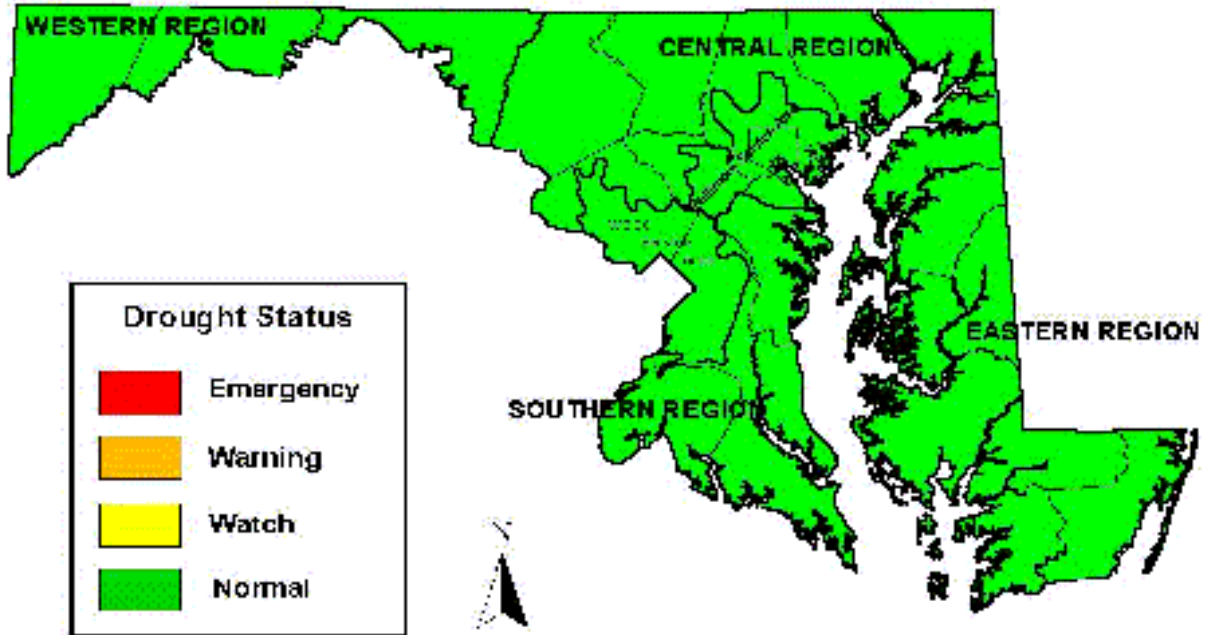 WESTERN REGION
CENTRAL REGION
EASTERN REGION
SOUTHERN REGION
Drought Status
Emergency
Warning
Watch
Normal
N